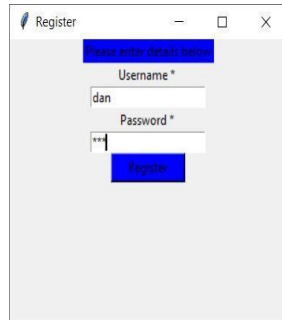 Register
Please enter details below
Username *
dan
Password *
***
Register